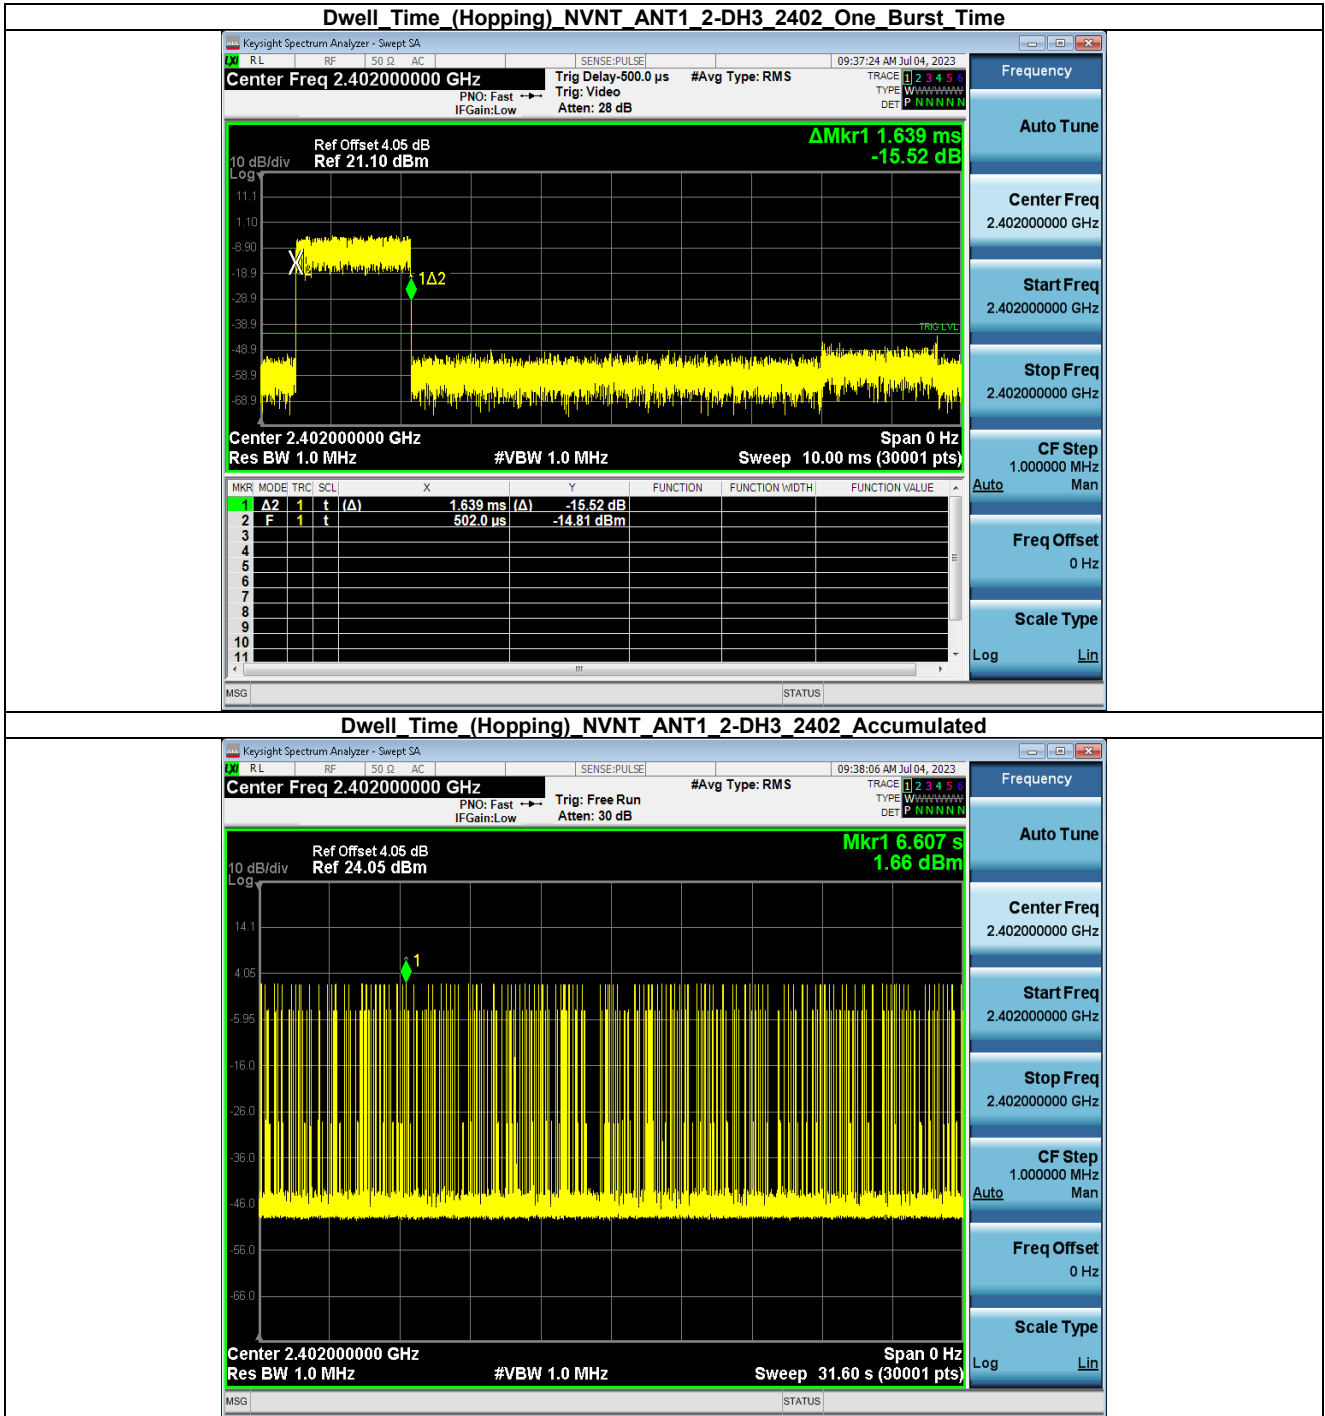 Dwell_Time_(Hopping)_NVNT_ANT1_2-DH3_2402_One_Burst_Time
Keysight Spectrum Analyzer - Swept SA
LXI RL RF 50 Ω AC SENSE:PULSE 09:37:24 AM Jul 04, 2023
Center Freq 2.402000000 GHz
PNO: Fast
IFGain:Low
Trig Delay-500.0 µs
Trig: Video
Atten: 28 dB
#Avg Type: RMS
TRACE 1 2 3 4 5 6
TYPE W
DET P N N N N N
Ref Offset 4.05 dB
10 dB/div Ref 21.10 dBm
Log
ΔMkr1 1.639 ms
-15.52 dB
11.1
1.10
-8.90
-18.9
-28.9
-38.9
-48.9
-58.9
-68.9
2
1Δ2
TRIG LVL
Center 2.402000000 GHz Span 0 Hz
Res BW 1.0 MHz #VBW 1.0 MHz Sweep 10.00 ms (30001 pts)
MKR MODE TRC SCL X Y FUNCTION FUNCTION WIDTH FUNCTION VALUE
1 Δ2 1 t (Δ) 1.639 ms (Δ) -15.52 dB
2 F 1 t 502.0 µs -14.81 dBm
3
4
5
6
7
8
9
10
11
MSG STATUS
Frequency
Auto Tune
Center Freq
2.402000000 GHz
Start Freq
2.402000000 GHz
Stop Freq
2.402000000 GHz
CF Step
1.000000 MHz
Auto Man
Freq Offset
0 Hz
Scale Type
Log Lin
Dwell_Time_(Hopping)_NVNT_ANT1_2-DH3_2402_Accumulated
Keysight Spectrum Analyzer - Swept SA
LXI RL RF 50 Ω AC SENSE:PULSE 09:38:06 AM Jul 04, 2023
Center Freq 2.402000000 GHz
PNO: Fast
IFGain:Low
Trig: Free Run
Atten: 30 dB
#Avg Type: RMS
TRACE 1 2 3 4 5 6
TYPE W
DET P N N N N N
Ref Offset 4.05 dB
10 dB/div Ref 24.05 dBm
Log
Mkr1 6.607 s
1.66 dBm
14.1
4.05
-5.95
-16.0
-26.0
-36.0
-46.0
-56.0
-66.0
1
Center 2.402000000 GHz Span 0 Hz
Res BW 1.0 MHz #VBW 1.0 MHz Sweep 31.60 s (30001 pts)
MSG STATUS
Frequency
Auto Tune
Center Freq
2.402000000 GHz
Start Freq
2.402000000 GHz
Stop Freq
2.402000000 GHz
CF Step
1.000000 MHz
Auto Man
Freq Offset
0 Hz
Scale Type
Log Lin